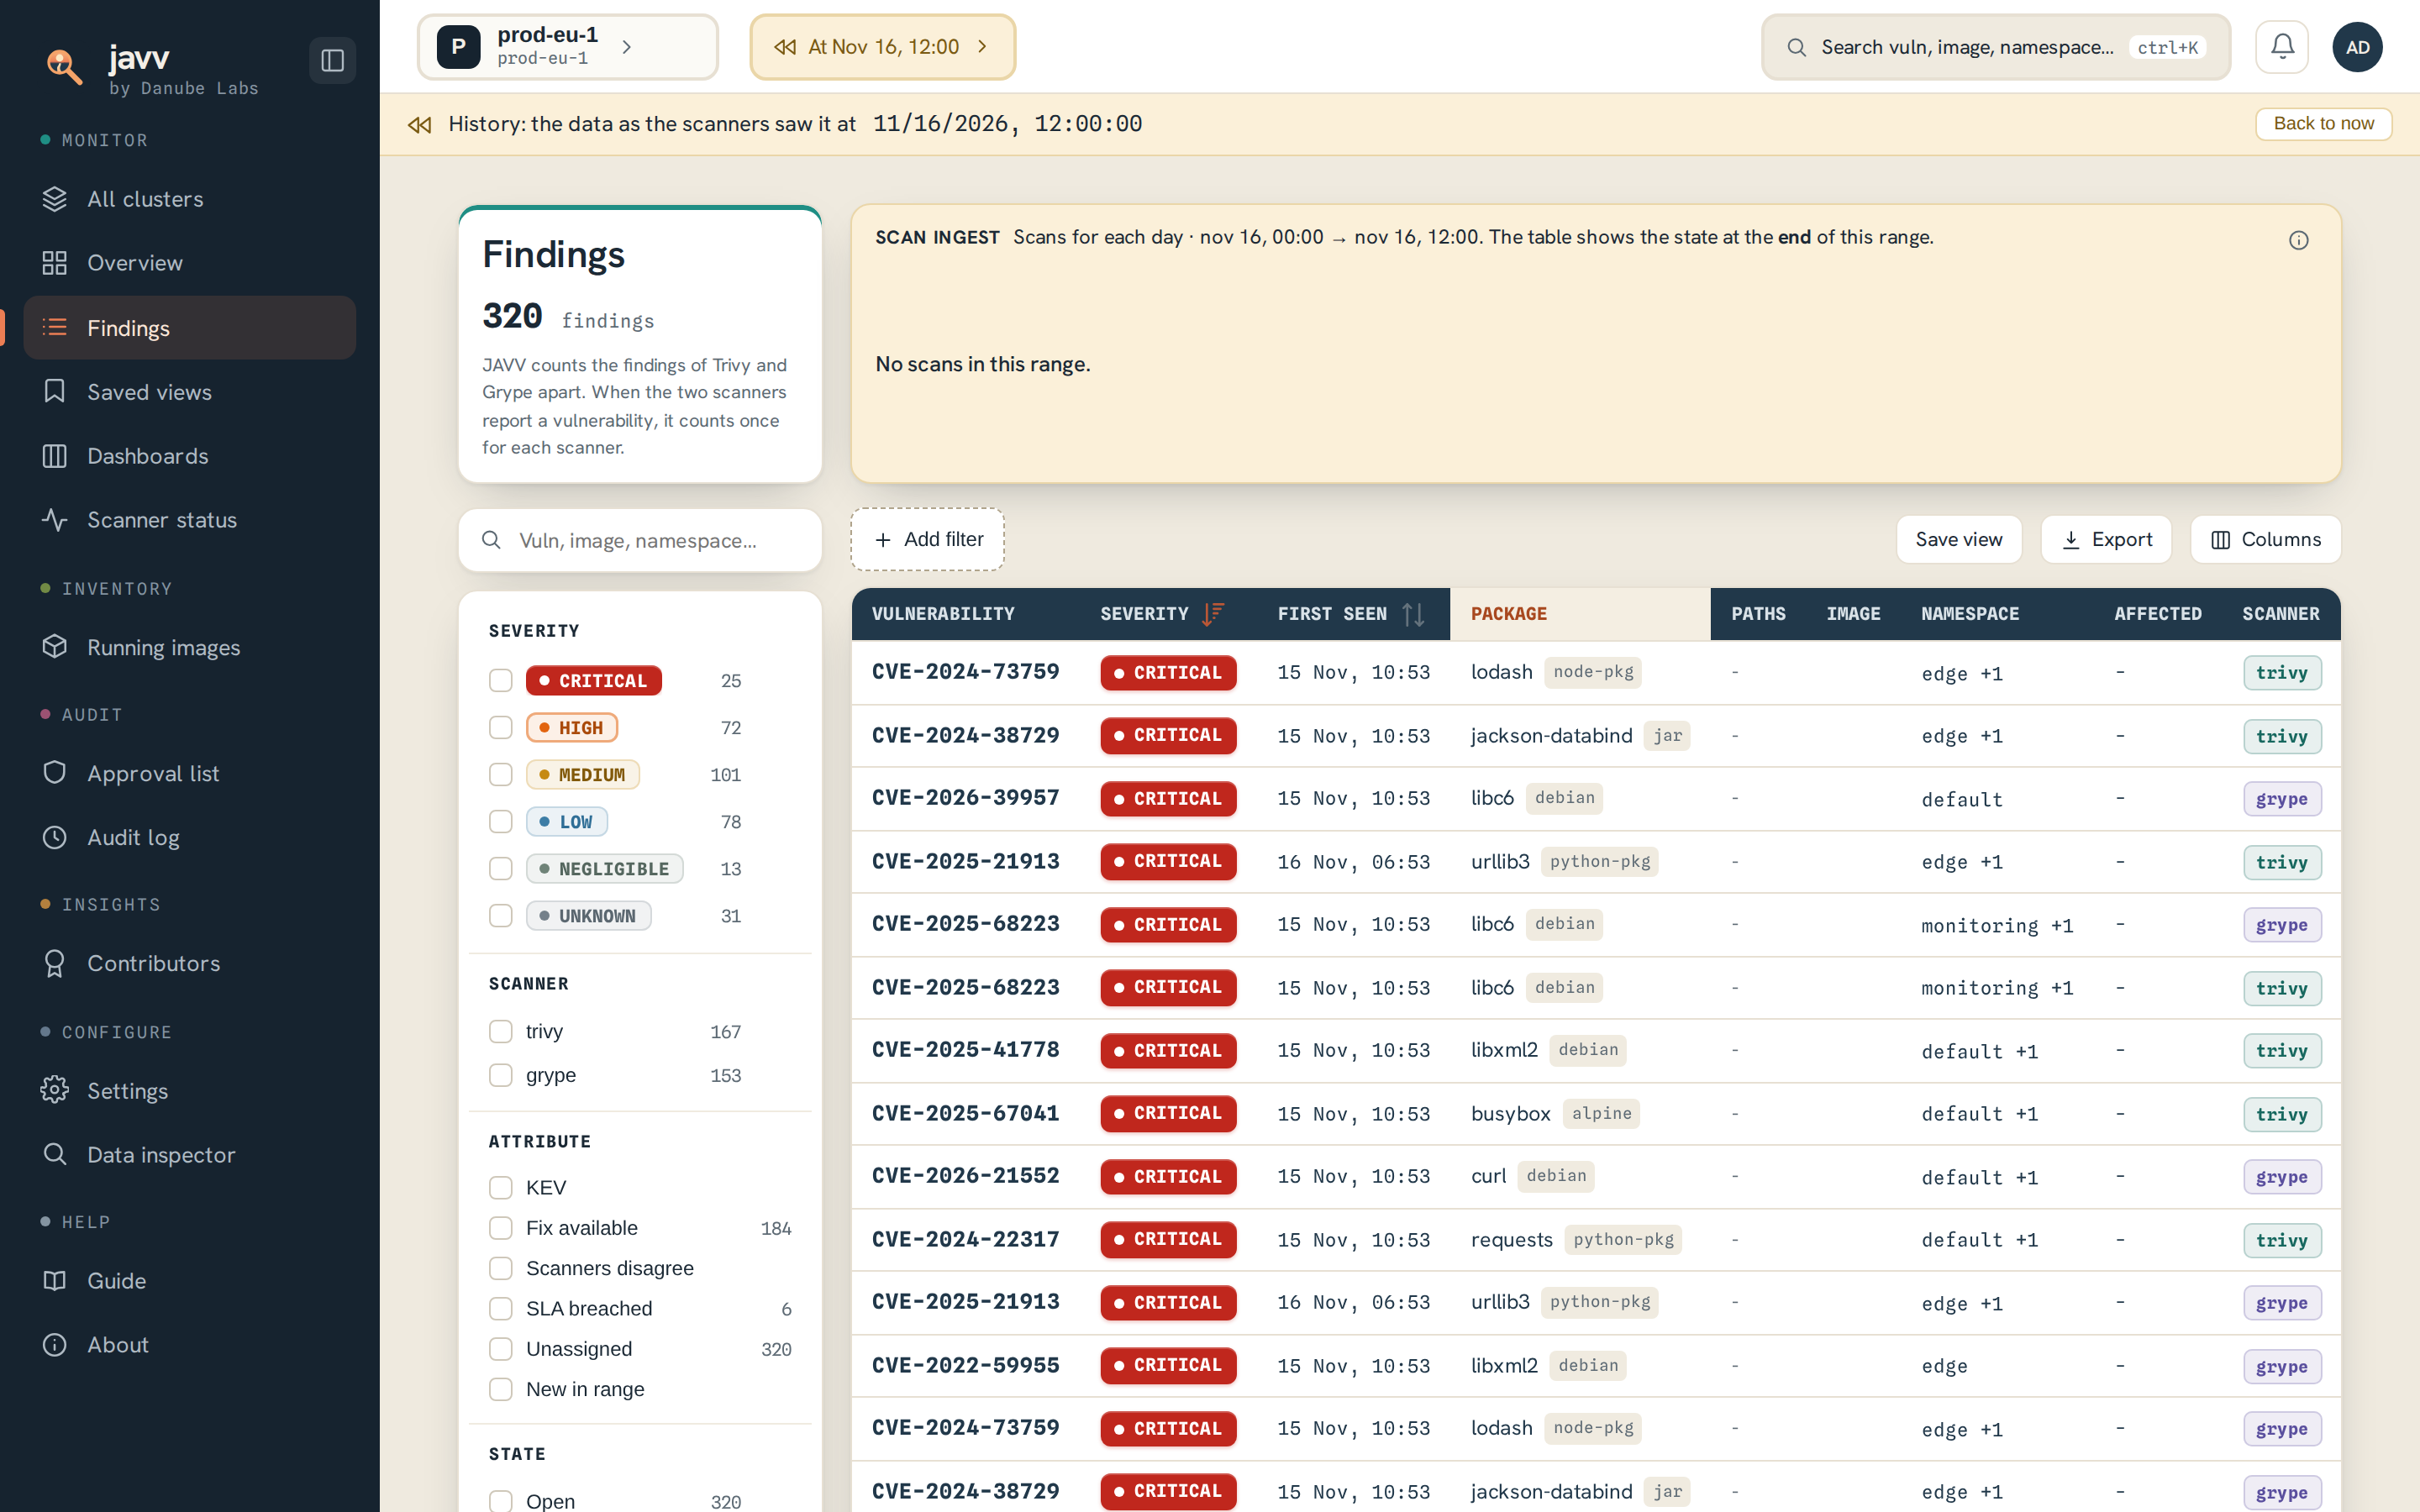 javv
by Danube Labs
MONITOR
All clusters
Overview
Findings
Saved views
Dashboards
Scanner status
INVENTORY
Running images
AUDIT
Approval list
Audit log
INSIGHTS
Contributors
CONFIGURE
Settings
Data inspector
HELP
Guide
About
P prod-eu-1
prod-eu-1
At Nov 16, 12:00
Search vuln, image, namespace... ctrl+K
AD
History: the data as the scanners saw it at 11/16/2026, 12:00:00
Back to now
Findings
320 findings
JAVV counts the findings of Trivy and
Grype apart. When the two scanners
report a vulnerability, it counts once
for each scanner.
SCAN INGEST Scans for each day · nov 16, 00:00 → nov 16, 12:00. The table shows the state at the end of this range.
No scans in this range.
Vuln, image, namespace...
Add filter
Save view
Export
Columns
SEVERITY
CRITICAL 25
HIGH 72
MEDIUM 101
LOW 78
NEGLIGIBLE 13
UNKNOWN 31
SCANNER
trivy 167
grype 153
ATTRIBUTE
KEV
Fix available 184
Scanners disagree
SLA breached 6
Unassigned 320
New in range
STATE
Open 320
VULNERABILITY SEVERITY FIRST SEEN PACKAGE PATHS IMAGE NAMESPACE AFFECTED SCANNER
CVE-2024-73759 CRITICAL 15 Nov, 10:53 lodash node-pkg - edge +1 - trivy
CVE-2024-38729 CRITICAL 15 Nov, 10:53 jackson-databind jar - edge +1 - trivy
CVE-2026-39957 CRITICAL 15 Nov, 10:53 libc6 debian - default - grype
CVE-2025-21913 CRITICAL 16 Nov, 06:53 urllib3 python-pkg - edge +1 - trivy
CVE-2025-68223 CRITICAL 15 Nov, 10:53 libc6 debian - monitoring +1 - grype
CVE-2025-68223 CRITICAL 15 Nov, 10:53 libc6 debian - monitoring +1 - trivy
CVE-2025-41778 CRITICAL 15 Nov, 10:53 libxml2 debian - default +1 - trivy
CVE-2025-67041 CRITICAL 15 Nov, 10:53 busybox alpine - default +1 - trivy
CVE-2026-21552 CRITICAL 15 Nov, 10:53 curl debian - default +1 - grype
CVE-2024-22317 CRITICAL 15 Nov, 10:53 requests python-pkg - default +1 - trivy
CVE-2025-21913 CRITICAL 16 Nov, 06:53 urllib3 python-pkg - edge +1 - grype
CVE-2022-59955 CRITICAL 15 Nov, 10:53 libxml2 debian - edge - grype
CVE-2024-73759 CRITICAL 15 Nov, 10:53 lodash node-pkg - edge +1 - grype
CVE-2024-38729 CRITICAL 15 Nov, 10:53 jackson-databind jar - edge +1 - grype